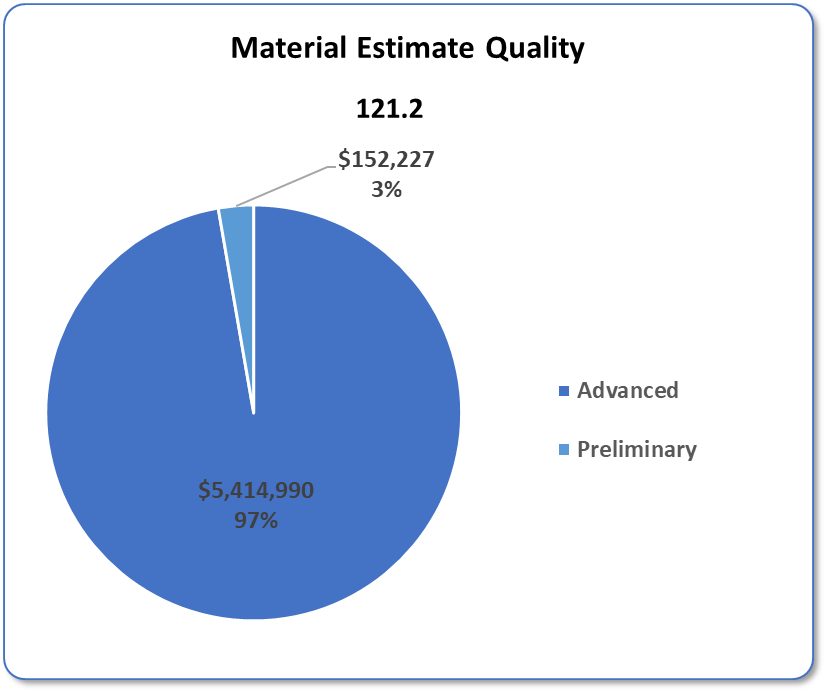 Material Estimate Quality
121.2
$152,227
3%
$5,414,990
97%
Advanced
Preliminary